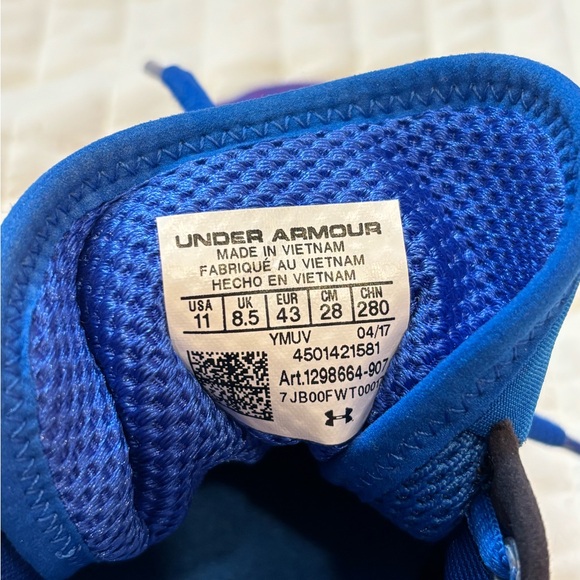 UNDER ARMOUR
MADE IN VIETNAM
FABRIQUÉ AU VIETNAM
HECHO EN VIETNAM
USA UK EUR CM CHN
11 8.5 43 28 280
YMUV 04/17
4501421581
Art.1298664-907